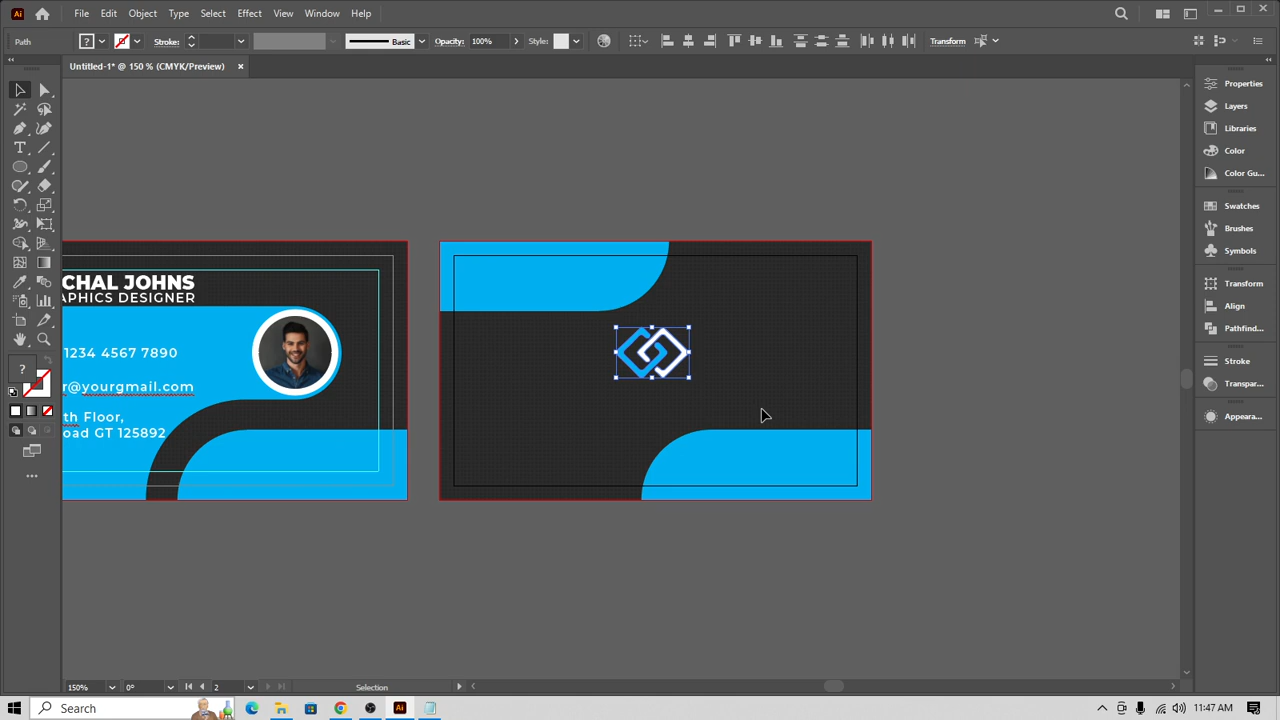 Ai File Edit Object Type Select Effect View Window Help
Path ? Stroke: Basic Opacity: 100% Style: Transform
Untitled-1* @ 150 % (CMYK/Preview) ×
Properties
Layers
Libraries
Color
Color Gu...
Swatches
Brushes
Symbols
Transform
Align
Pathfind...
Stroke
Transpar...
Appeara...
CHAL JOHNS
APHICS DESIGNER
1234 4567 7890
r@yourgmail.com
th Floor,
oad GT 125892
?
150% 0° 2 Selection
Search Ai 11:47 AM